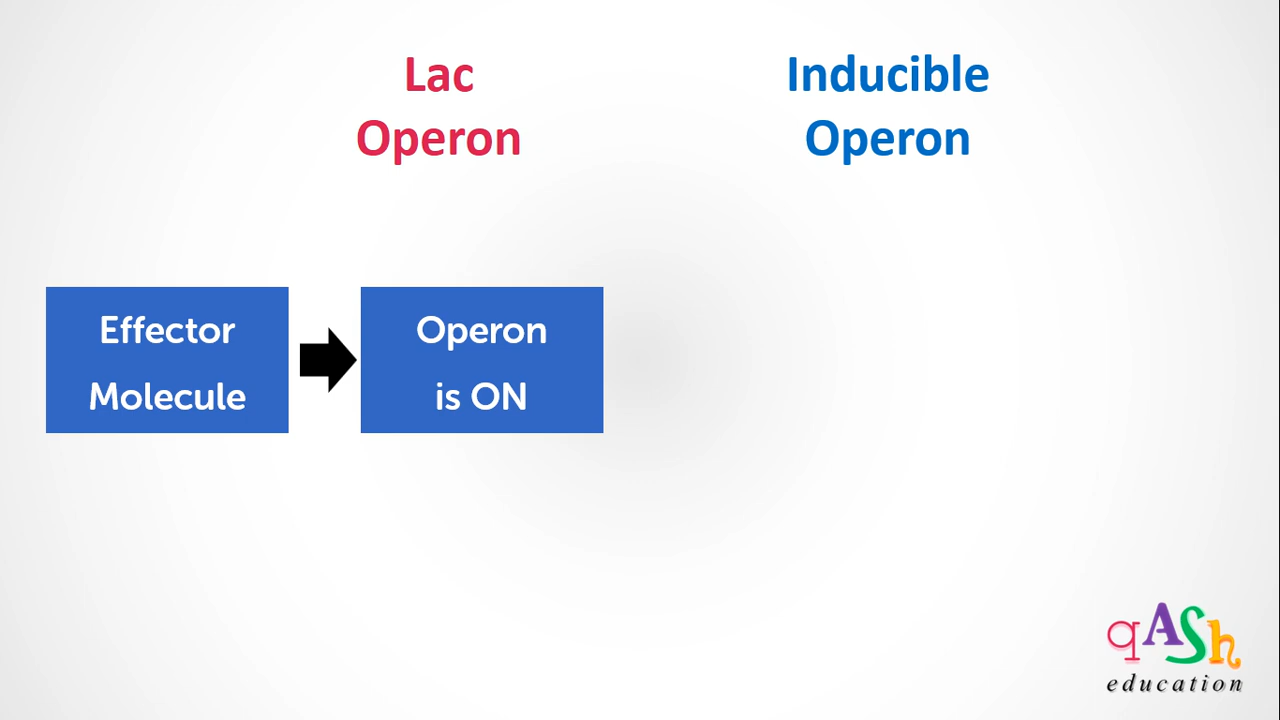 Lac
Operon
Inducible
Operon
Effector
Molecule
Operon
is ON
qASh
education